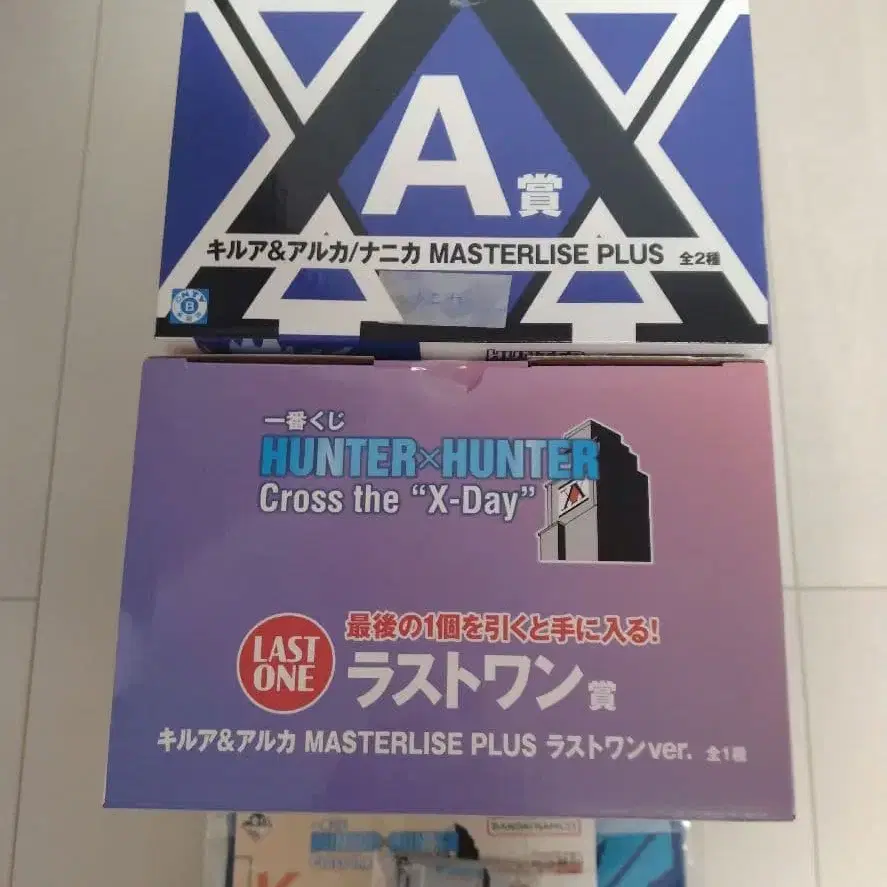 A賞
キルア&アルカ/ナニカ MASTERLISE PLUS 全2種
一番くじ
HUNTER×HUNTER
Cross the “X-Day”
LAST ONE
最後の1個を引くと手に入る!
ラストワン賞
キルア&アルカ MASTERLISE PLUS ラストワンver. 全1種
HUNTER×HUNTER